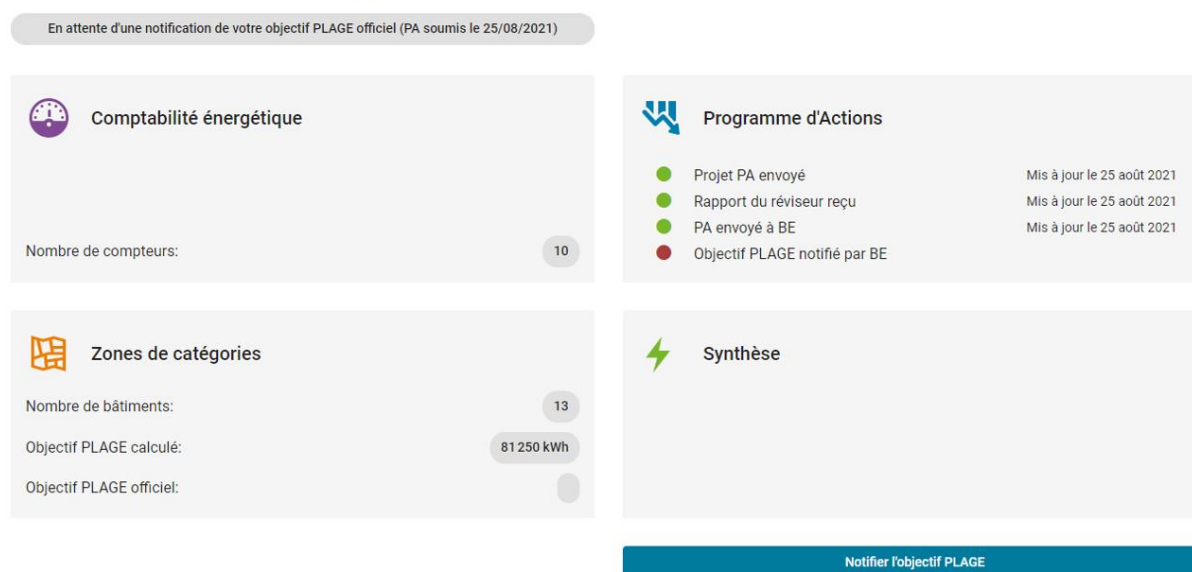 En attente d'une notification de votre objectif PLAGE officiel (PA soumis le 25/08/2021)
Comptabilité énergétique
Nombre de compteurs: 10
Programme d'Actions
Projet PA envoyé Mis à jour le 25 août 2021
Rapport du réviseur reçu Mis à jour le 25 août 2021
PA envoyé à BE Mis à jour le 25 août 2021
Objectif PLAGE notifié par BE
Zones de catégories
Nombre de bâtiments: 13
Objectif PLAGE calculé: 81 250 kWh
Objectif PLAGE officiel:
Synthèse
Notifier l'objectif PLAGE